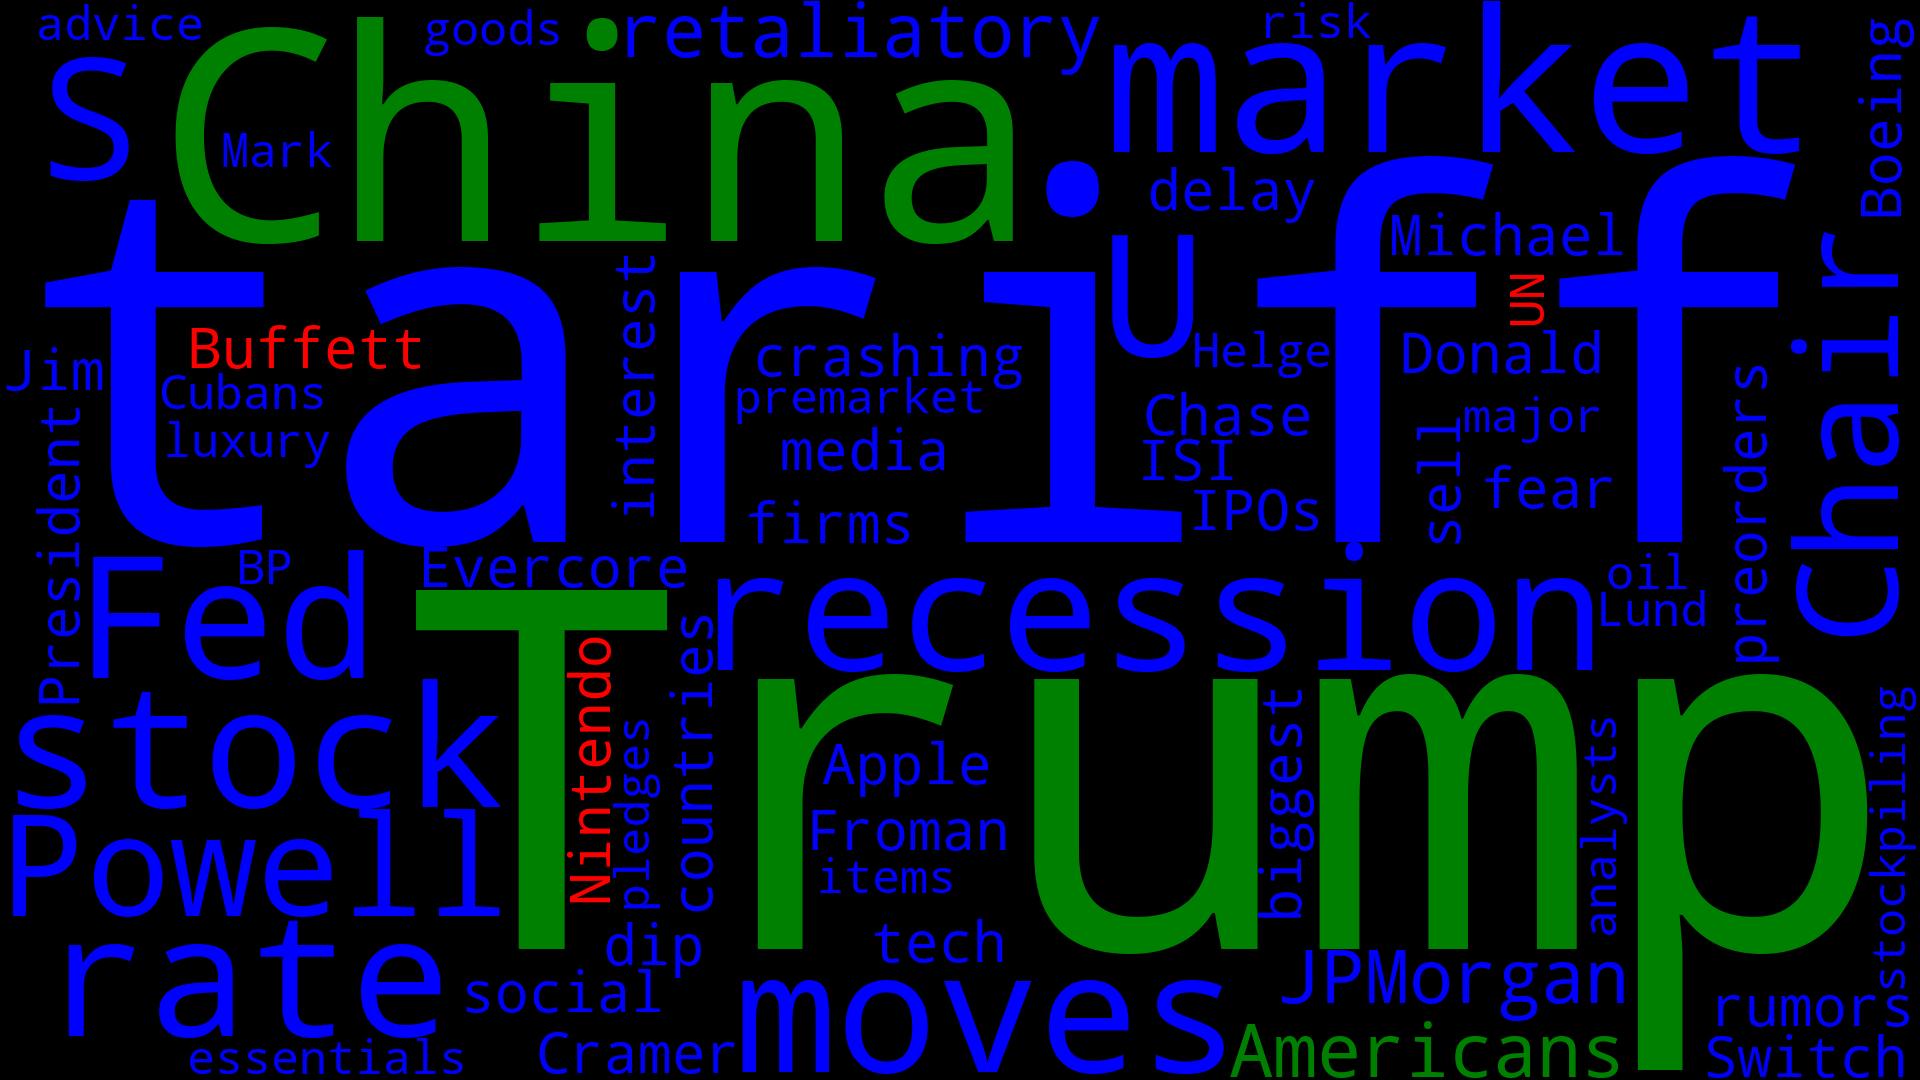 advice
goods
retaliatory
risk
S
China
market
Boeing
Mark
delay
Michael
tariff
U
UN
Chair
Buffett
interest
Jim
crashing
Helge
Donald
Cubans
premarket
Chase
major
luxury
media
ISI
sell
preorders
President
firms
IPOs
fear
Fed
BP
Evercore
recession
oil
Lund
Trump
Nintendo
countries
stock
pledges
Apple
biggest
analysts
stockpiling
Powell
Froman
items
rate
dip
tech
social
moves
JPMorgan
rumors
essentials
Cramer
Americans
Switch